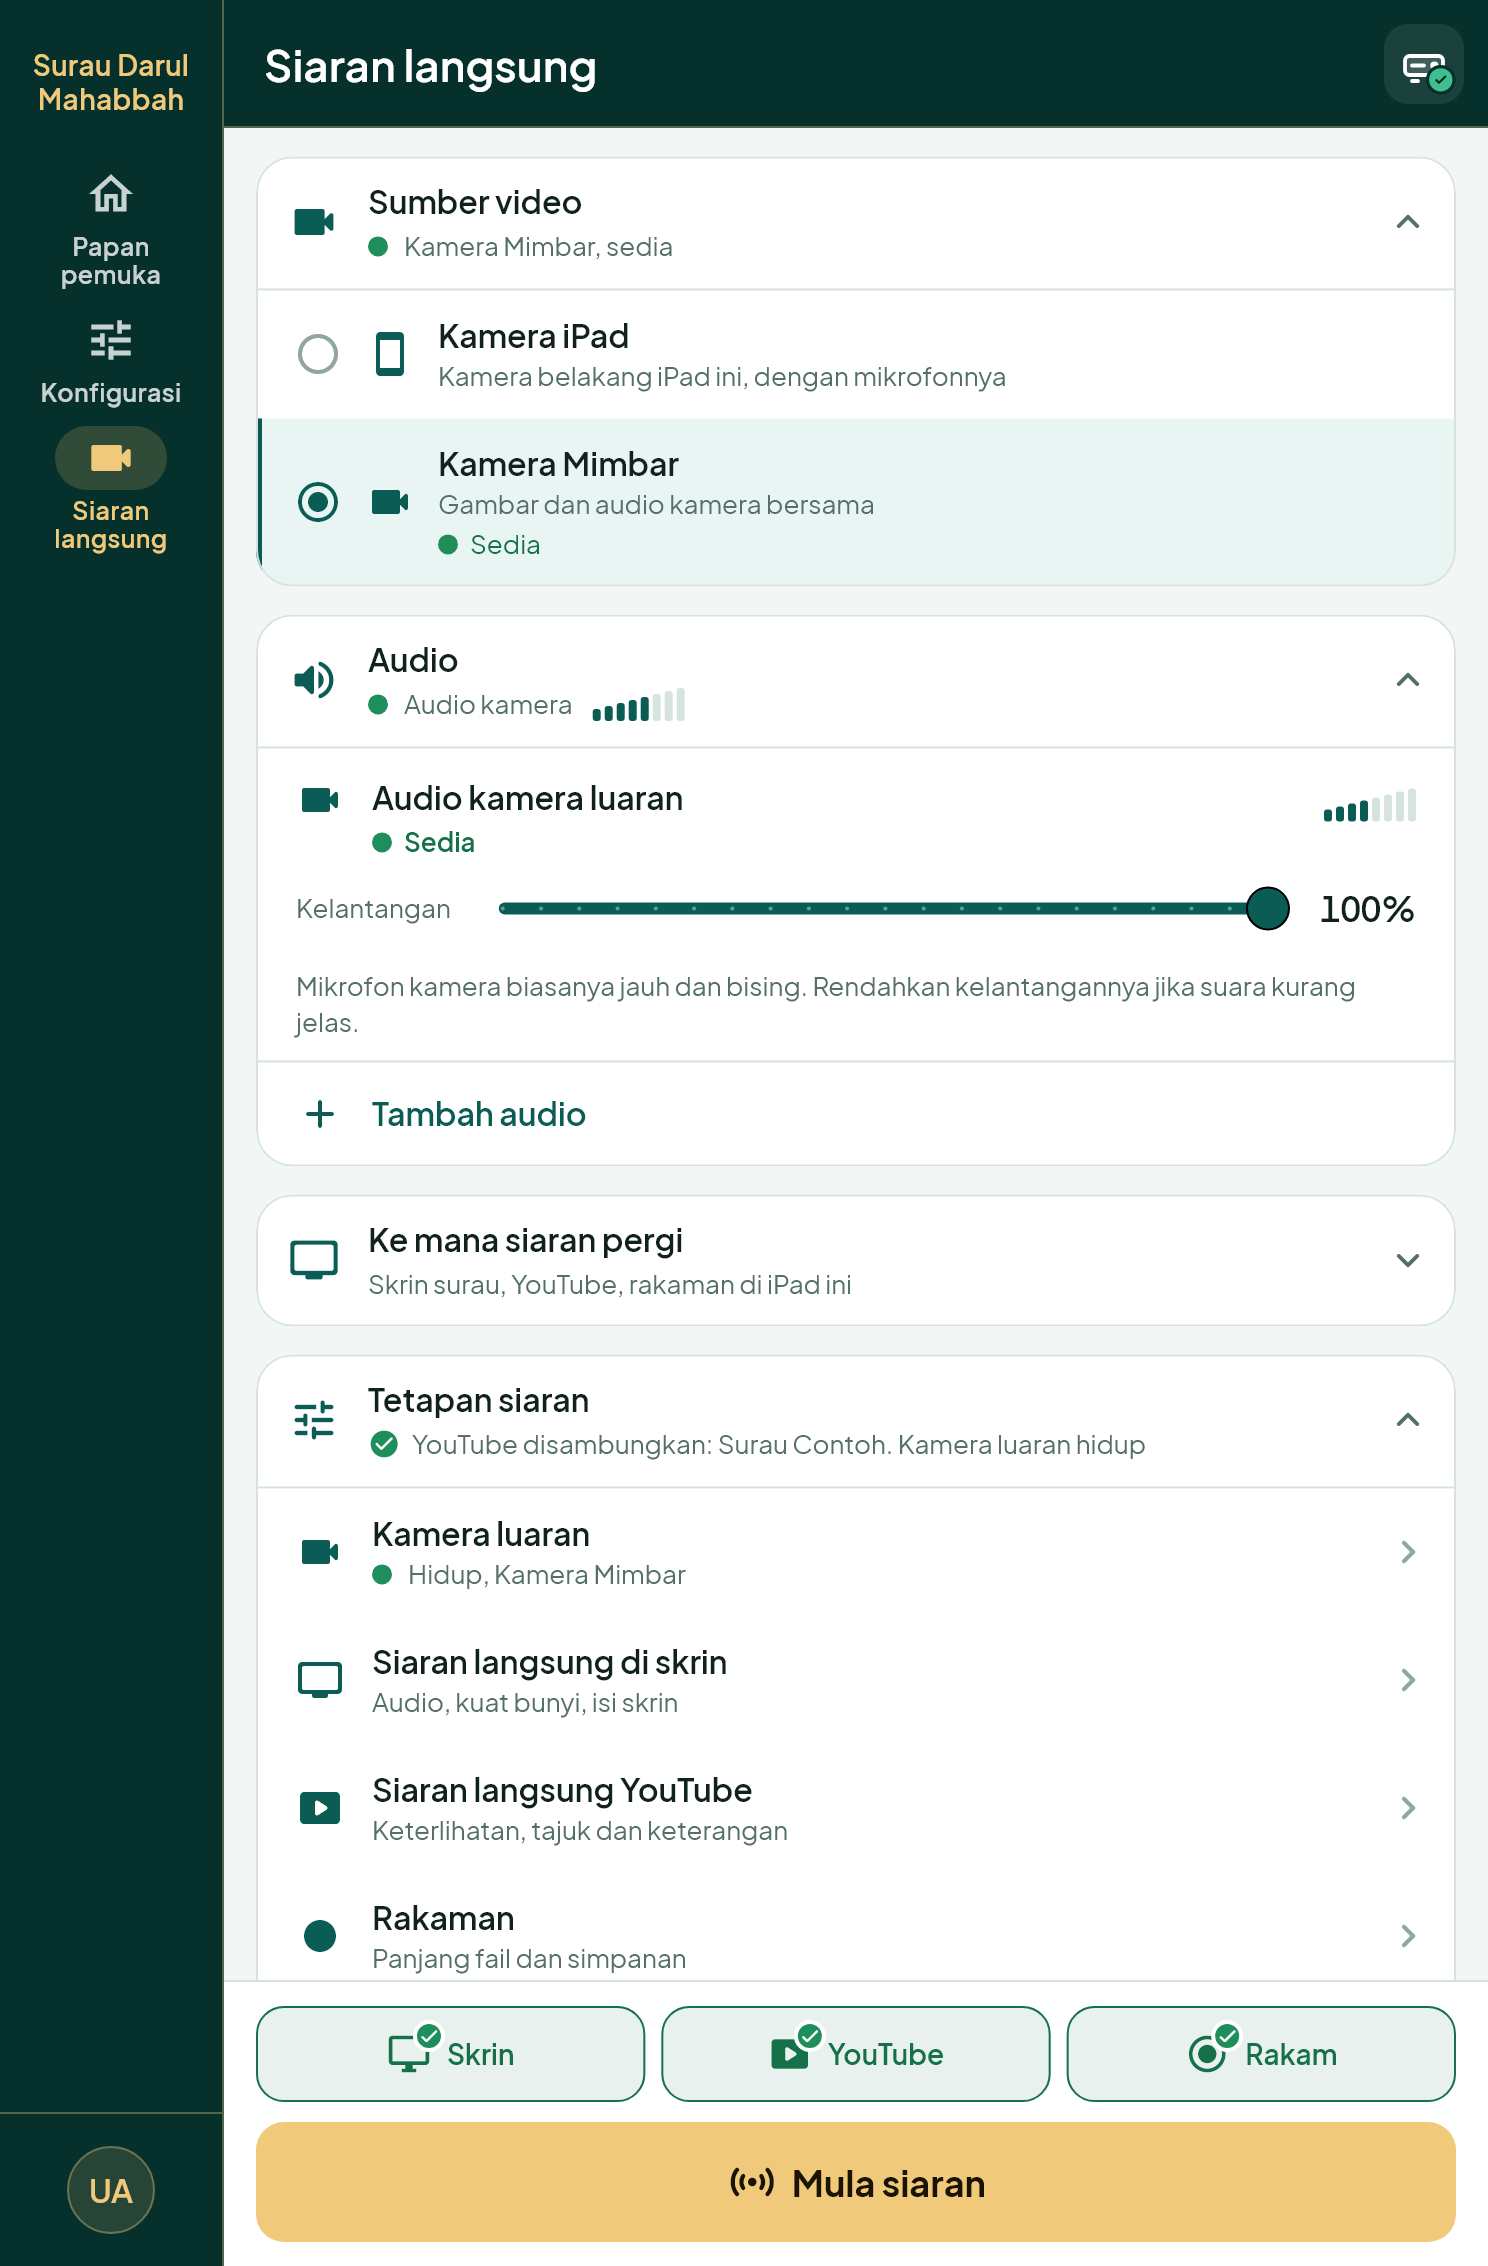 Surau Darul
Mahabbah
Papan
pemuka
Konfigurasi
Siaran
langsung
UA
Siaran langsung
Sumber video
Kamera Mimbar, sedia
Kamera iPad
Kamera belakang iPad ini, dengan mikrofonnya
Kamera Mimbar
Gambar dan audio kamera bersama
Sedia
Audio
Audio kamera
Audio kamera luaran
Sedia
Kelantangan 100%
Mikrofon kamera biasanya jauh dan bising. Rendahkan kelantangannya jika suara kurang
jelas.
Tambah audio
Ke mana siaran pergi
Skrin surau, YouTube, rakaman di iPad ini
Tetapan siaran
YouTube disambungkan: Surau Contoh. Kamera luaran hidup
Kamera luaran
Hidup, Kamera Mimbar
Siaran langsung di skrin
Audio, kuat bunyi, isi skrin
Siaran langsung YouTube
Keterlihatan, tajuk dan keterangan
Rakaman
Panjang fail dan simpanan
Skrin YouTube Rakam
Mula siaran